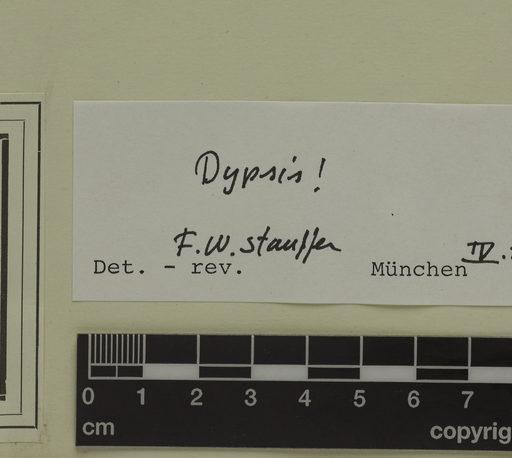 Dypsis!
F.W. Stauffer
Det. - rev. München IV.
0 1 2 3 4 5 6 7
cm copyrig